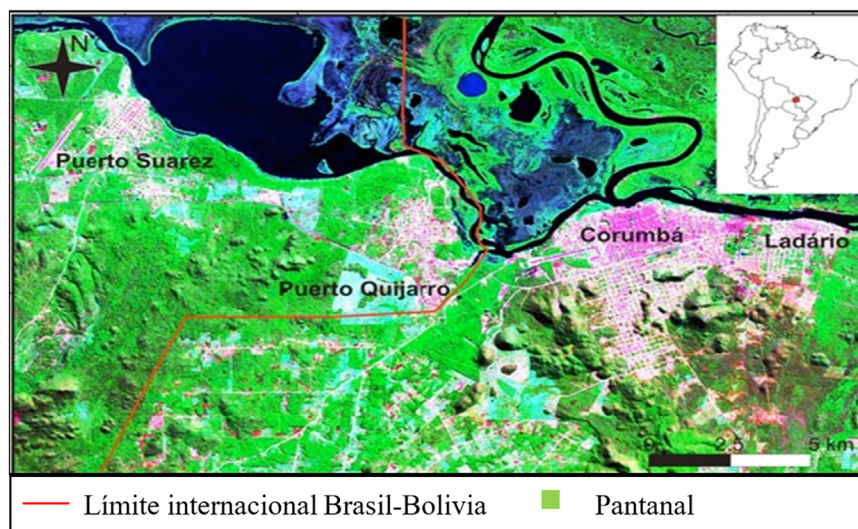 N
Puerto Suarez
Corumbá
Ladário
Puerto Quijarro
0 2,5 5 km
Límite internacional Brasil-Bolivia
Pantanal